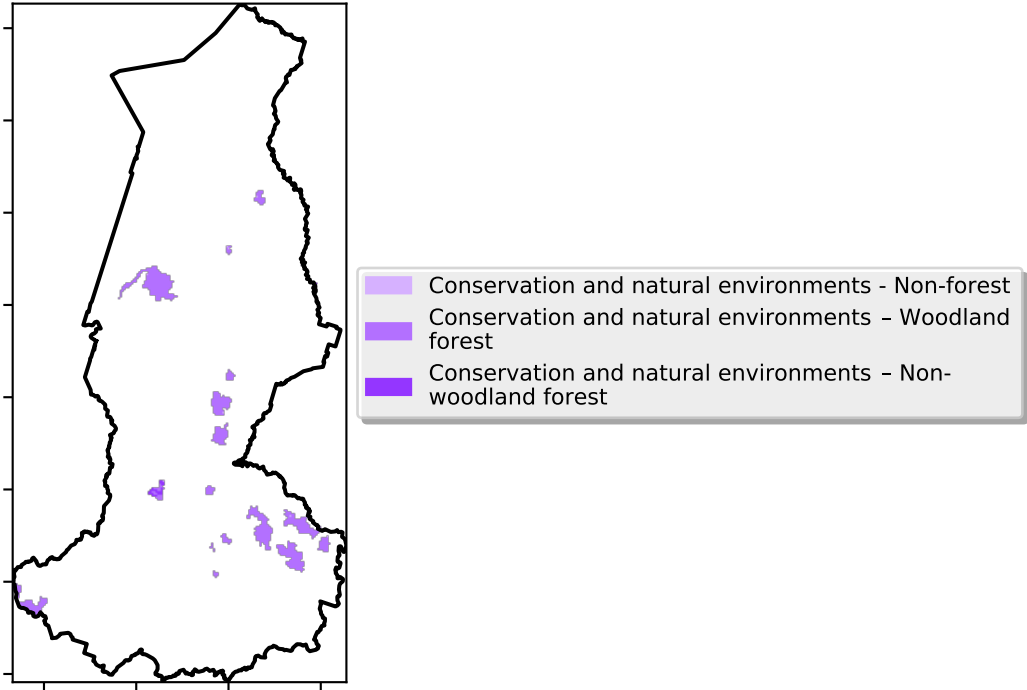 Conservation and natural environments - Non-forest
Conservation and natural environments – Woodland
forest
Conservation and natural environments – Non-
woodland forest